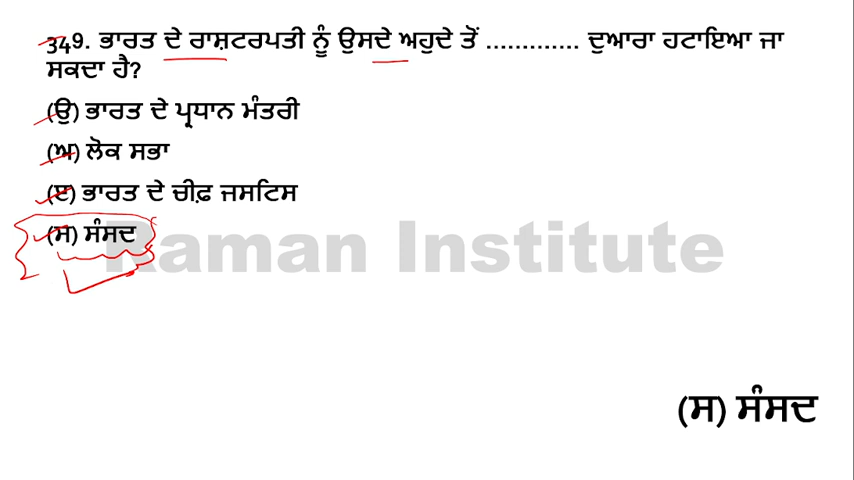 349. ਭਾਰਤ ਦੇ ਰਾਸ਼ਟਰਪਤੀ ਨੂੰ ਉਸਦੇ ਅਹੁਦੇ ਤੋਂ ............. ਦੁਆਰਾ ਹਟਾਇਆ ਜਾ
ਸਕਦਾ ਹੈ?
(ੳ) ਭਾਰਤ ਦੇ ਪ੍ਰਧਾਨ ਮੰਤਰੀ
(ਅ) ਲੋਕ ਸਭਾ
(ੲ) ਭਾਰਤ ਦੇ ਚੀਫ਼ ਜਸਟਿਸ
(ਸ) ਸੰਸਦ
Raman Institute
(ਸ) ਸੰਸਦ